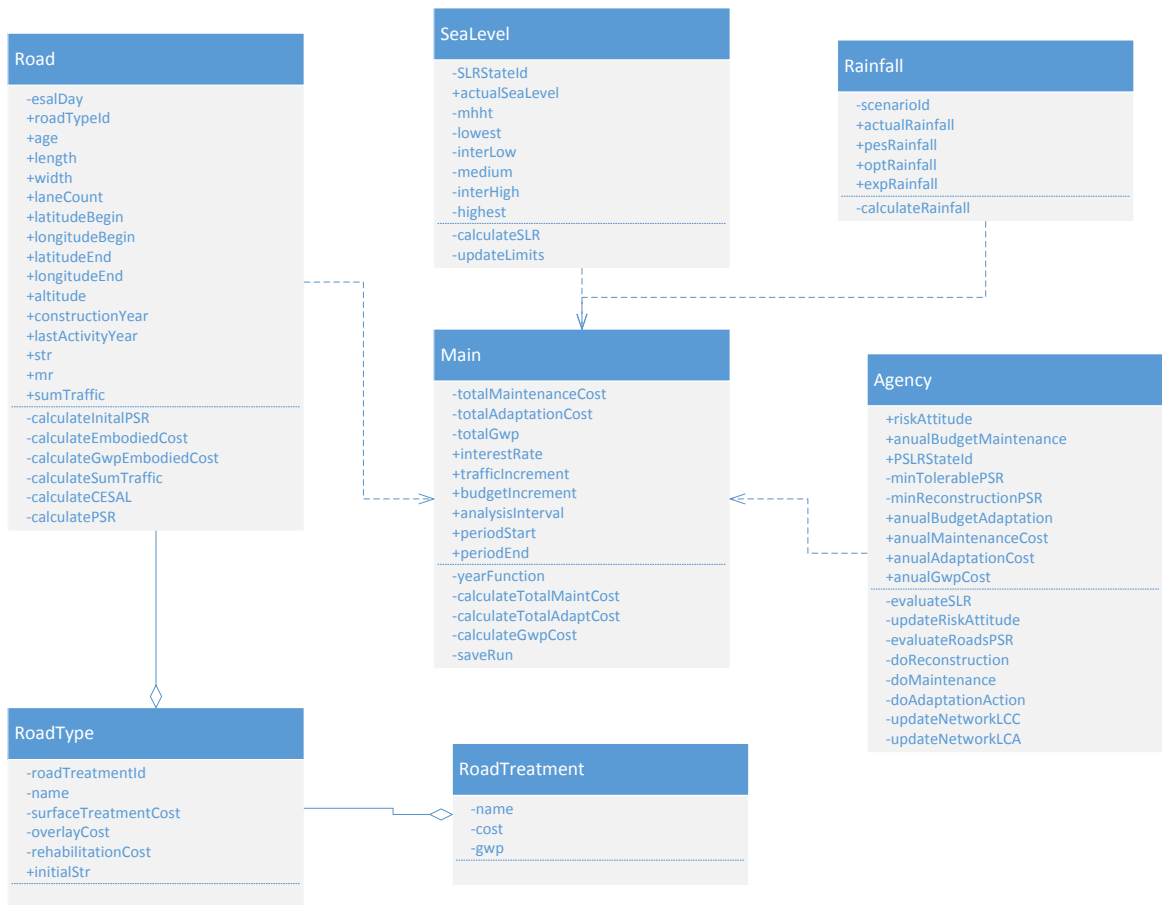 Road
-esalDay
+roadTypeId
+age
+length
+width
+laneCount
+latitudeBegin
+longitudeBegin
+latitudeEnd
+longitudeEnd
+altitude
+constructionYear
+lastActivityYear
+str
+mr
+sumTraffic
-calculateInitalPSR
-calculateEmbodiedCost
-calculateGwpEmbodiedCost
-calculateSumTraffic
-calculateCESAL
-calculatePSR
SeaLevel
-SLRStateId
+actualSeaLevel
-mhht
-lowest
-interLow
-medium
-interHigh
-highest
-calculateSLR
-updateLimits
Rainfall
-scenarioId
+actualRainfall
+pesRainfall
+optRainfall
+expRainfall
-calculateRainfall
Main
-totalMaintenanceCost
-totalAdaptationCost
-totalGwp
+interestRate
+trafficIncrement
+budgetIncrement
+analysisInterval
+periodStart
+periodEnd
-yearFunction
-calculateTotalMaintCost
-calculateTotalAdaptCost
-calculateGwpCost
-saveRun
Agency
+riskAttitude
+anualBudgetMaintenance
+PSLRStateId
-minTolerablePSR
-minReconstructionPSR
+anualBudgetAdaptation
+anualMaintenanceCost
+anualAdaptationCost
+anualGwpCost
-evaluateSLR
-updateRiskAttitude
-evaluateRoadsPSR
-doReconstruction
-doMaintenance
-doAdaptationAction
-updateNetworkLCC
-updateNetworkLCA
RoadType
-roadTreatmentId
-name
-surfaceTreatmentCost
-overlayCost
-rehabilitationCost
+initialStr
RoadTreatment
-name
-cost
-gwp